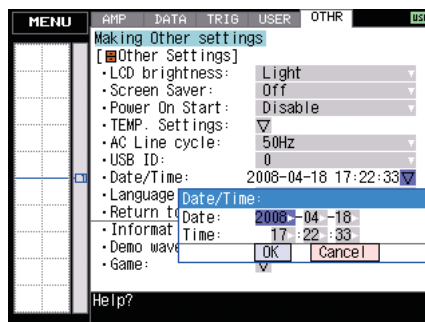 MENU AMP DATA TRIG USER OTHR
Making Other settings
[Other Settings]
・LCD brightness: Light
・Screen Saver: Off
・Power On Start: Disable
・TEMP. Settings:
・AC Line cycle: 50Hz
・USB ID: 0
・Date/Time: 2008-04-18 17:22:33
・Language
・Return to
・Informat
・Demo wave
・Game:
Date/Time:
Date: 2008-04-18
Time: 17:22:33
OK Cancel
Help?